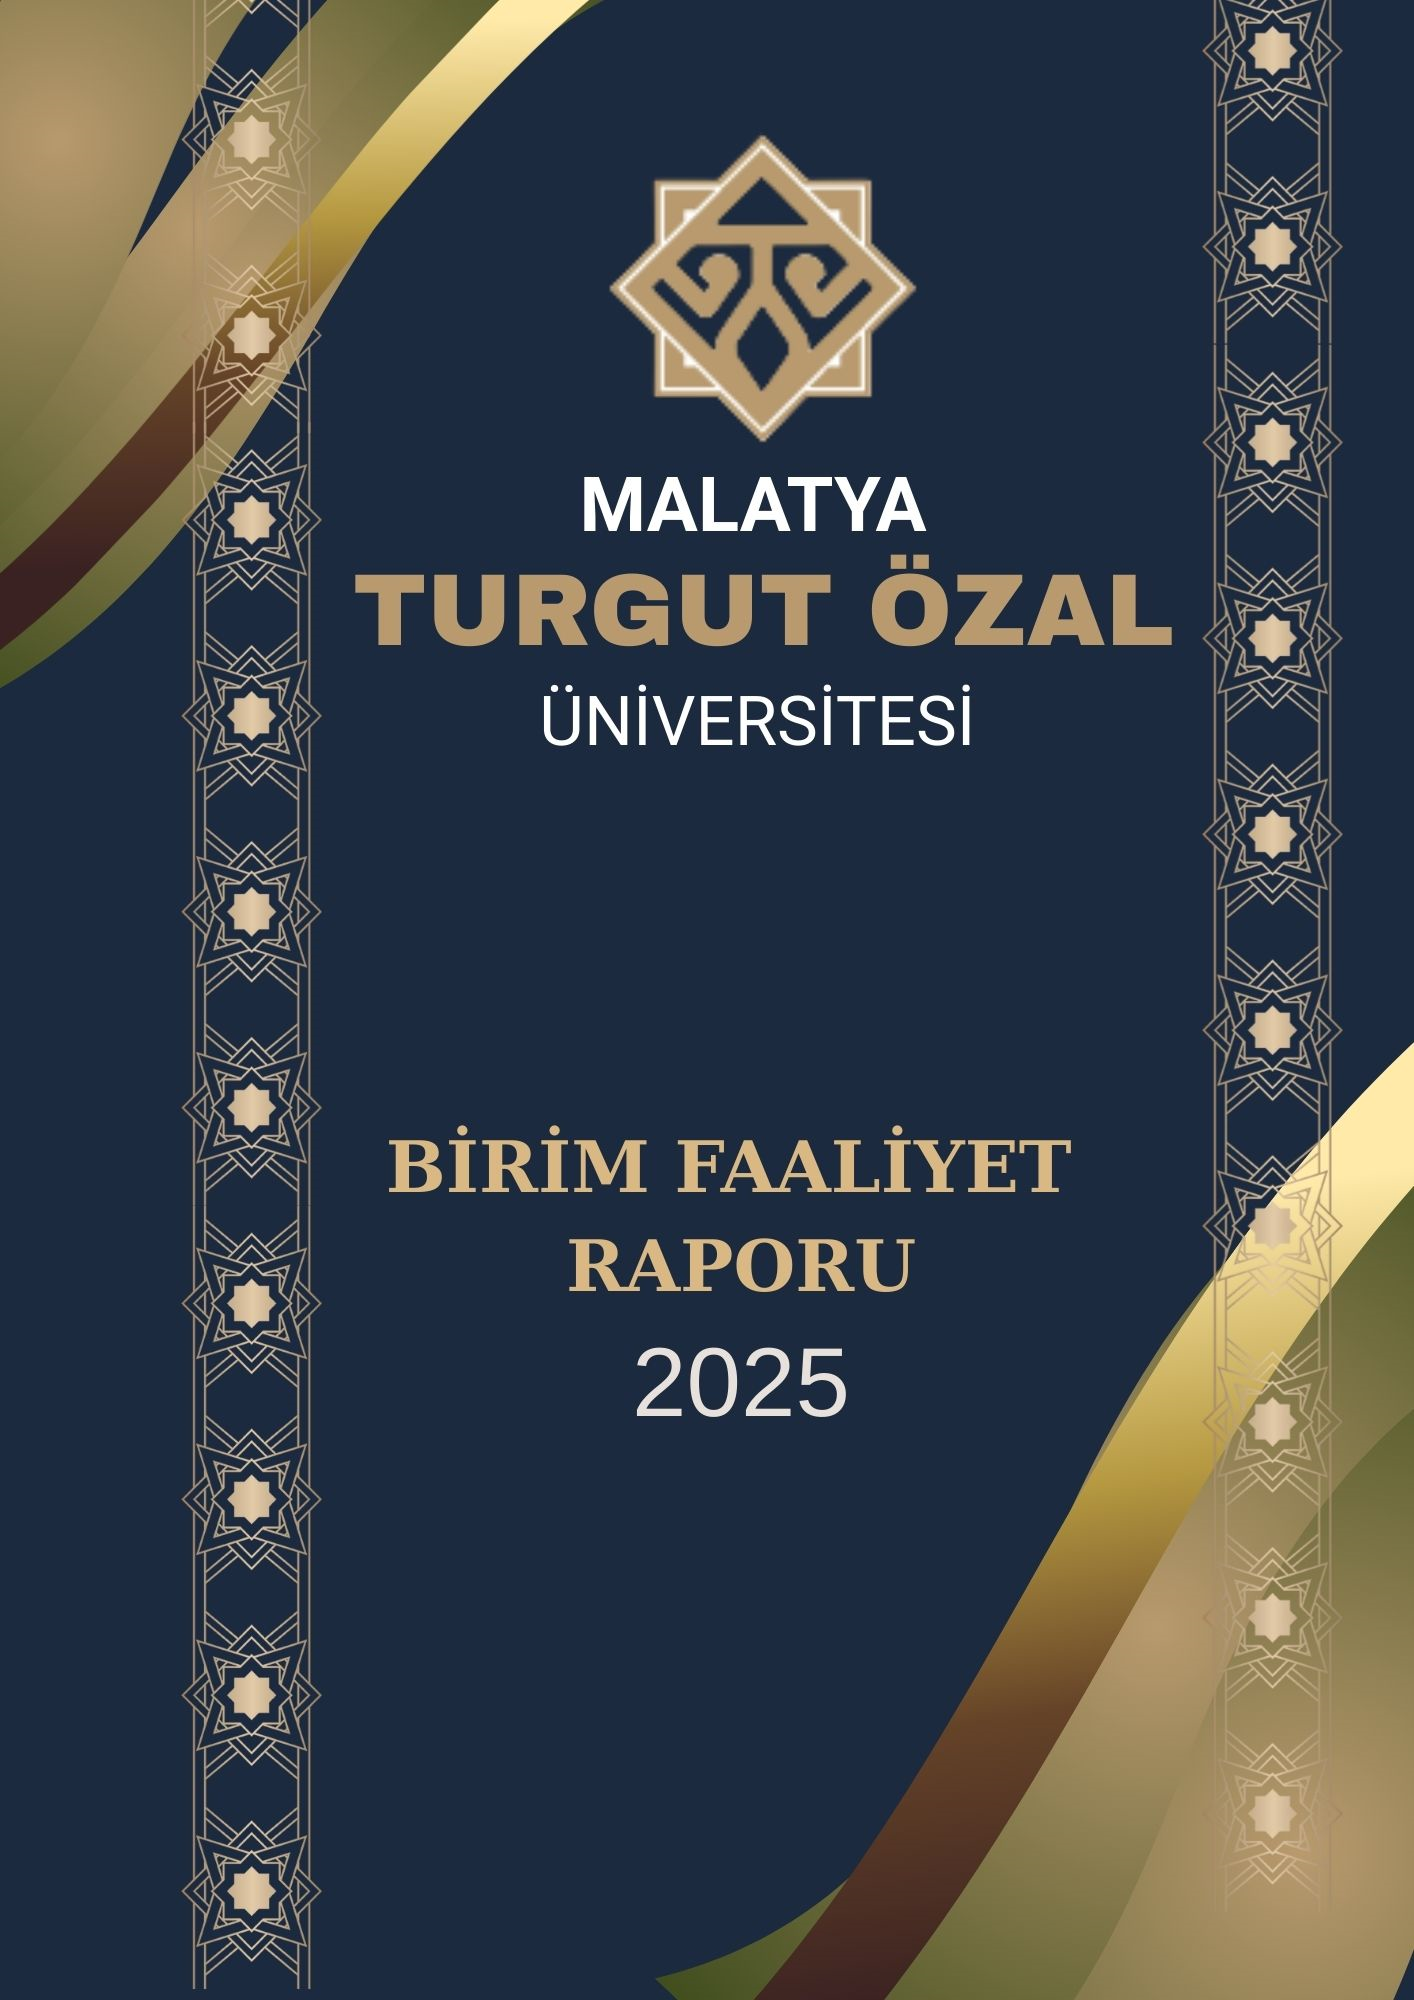 MALATYA
TURGUT ÖZAL
ÜNİVERSİTESİ
BİRİM FAALİYET
RAPORU
2025